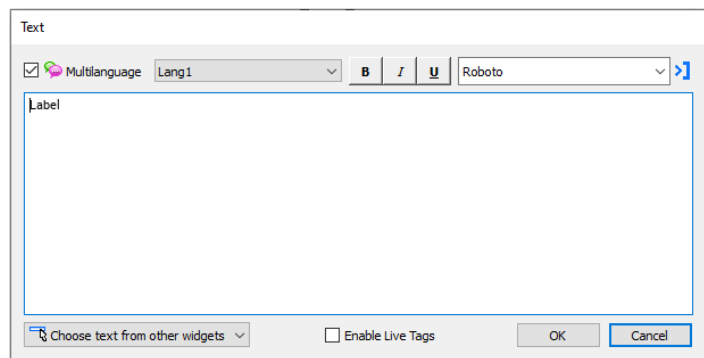 Text
Multilanguage Lang1 B I U Roboto
Label
Choose text from other widgets Enable Live Tags OK Cancel